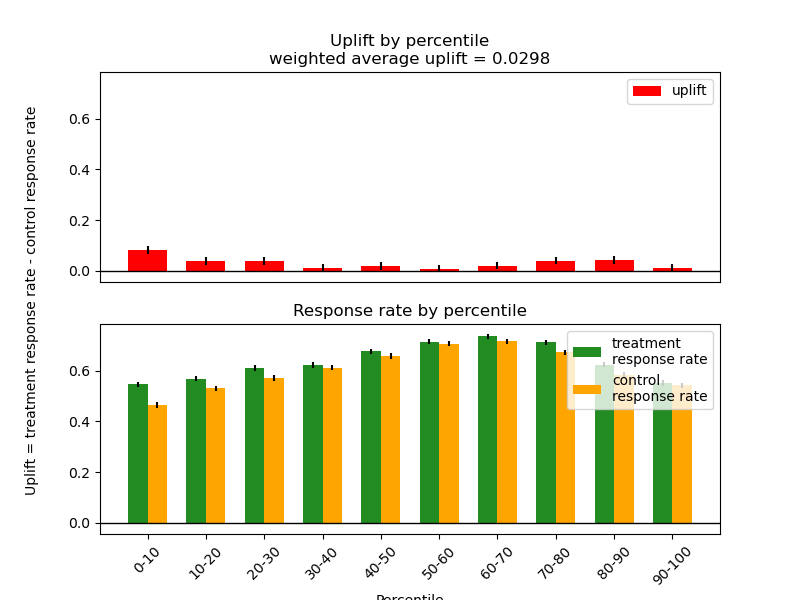 Uplift by percentile
weighted average uplift = 0.0298
uplift
0.6
0.4
0.2
0.0
Uplift = treatment response rate - control response rate
Response rate by percentile
treatment
response rate
control
response rate
0.6
0.4
0.2
0.0
0-10
10-20
20-30
30-40
40-50
50-60
60-70
70-80
80-90
90-100
Percentile